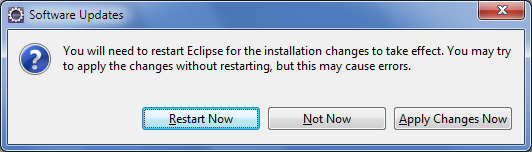 Software Updates
You will need to restart Eclipse for the installation changes to take effect. You may try
to apply the changes without restarting, but this may cause errors.
Restart Now
Not Now
Apply Changes Now